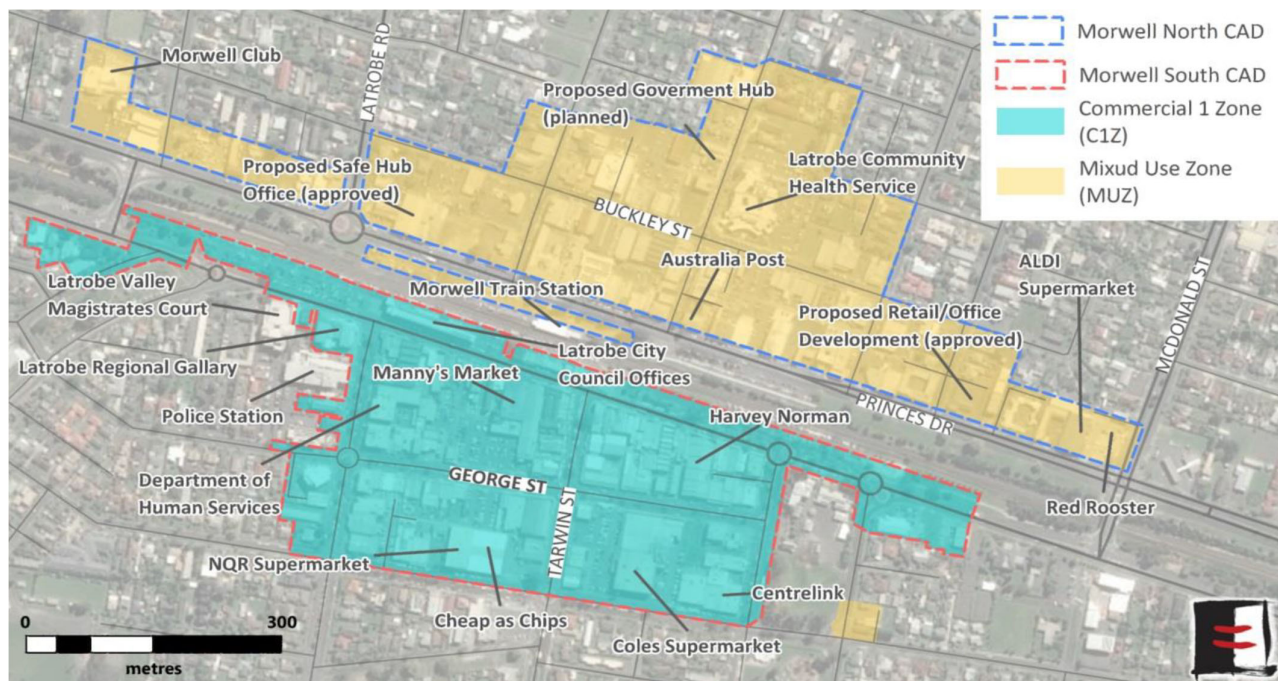 Morwell Club
LATROBE RD
Proposed Goverment Hub
(planned)
Proposed Safe Hub
Office (approved)
Latrobe Community
Health Service
BUCKLEY ST
Australia Post
ALDI
Supermarket
MCDONALD ST
Latrobe Valley
Magistrates Court
Morwell Train Station
Proposed Retail/Office
Development (approved)
Latrobe Regional Gallary
Manny's Market
Latrobe City
Council Offices
PRINCES DR
Police Station
Harvey Norman
Department of
Human Services
GEORGE ST
TARWIN ST
Red Rooster
NQR Supermarket
Cheap as Chips
Centrelink
Coles Supermarket
Morwell North CAD
Morwell South CAD
Commercial 1 Zone
(C1Z)
Mixud Use Zone
(MUZ)
0
300
metres